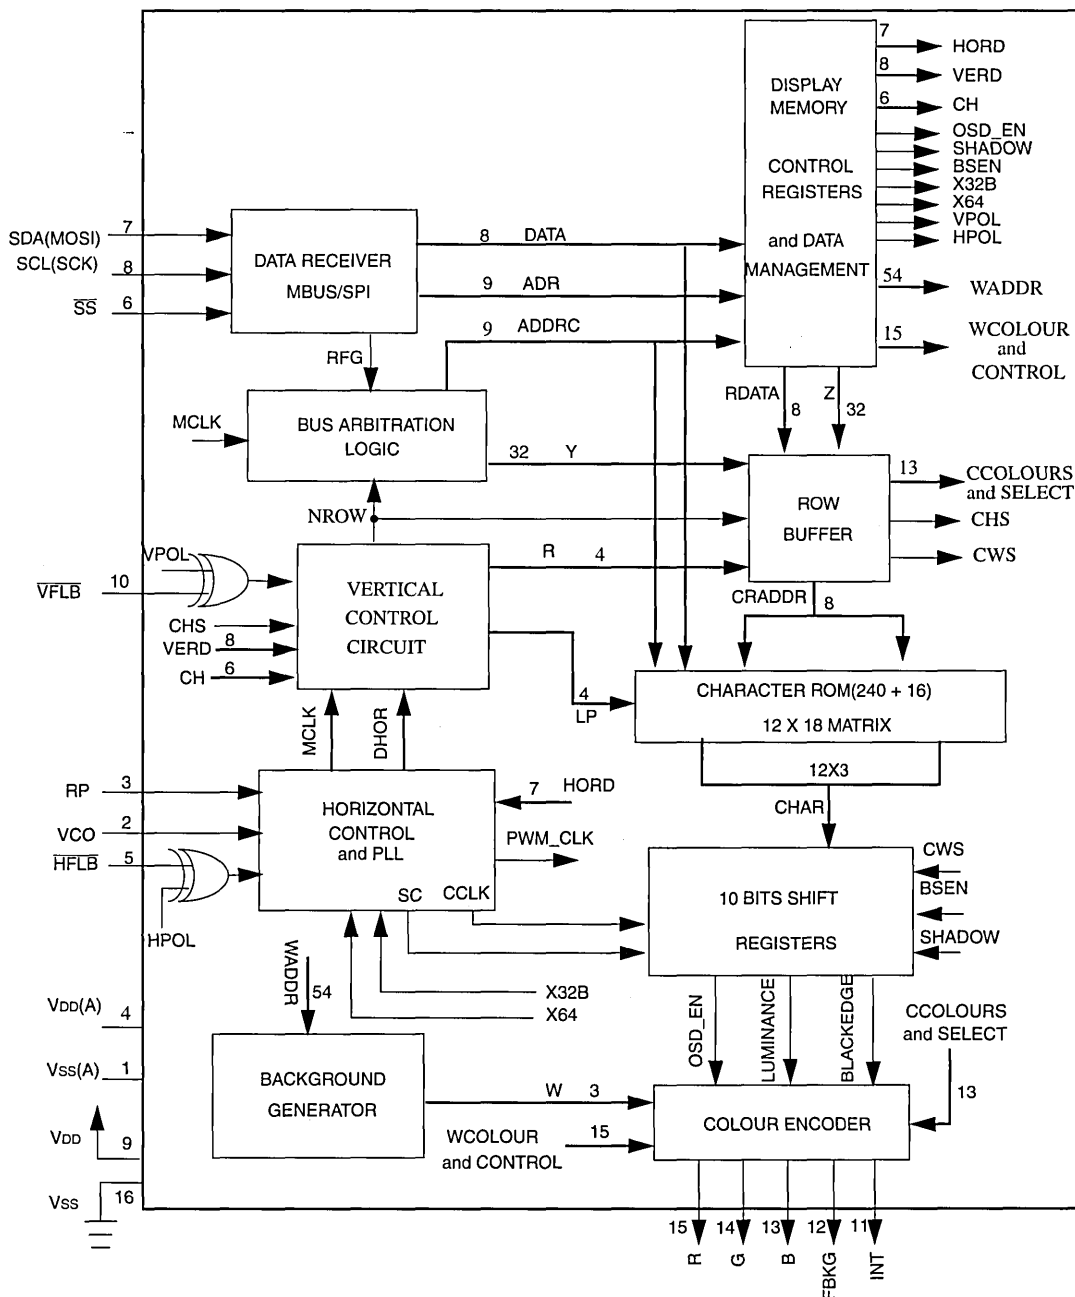 DISPLAY
MEMORY
CONTROL
REGISTERS
and DATA
MANAGEMENT
7
HORD
8
VERD
6
CH
OSD_EN
SHADOW
BSEN
X32B
X64
VPOL
HPOL
54
WADDR
15
WCOLOUR
and
CONTROL
SDA(MOSI)
7
SCL(SCK)
8
SS
6
DATA RECEIVER
MBUS/SPI
8 DATA
9 ADR
9 ADDRC
RFG
MCLK
BUS ARBITRATION
LOGIC
RDATA
8
Z
32
32 Y
NROW
ROW
BUFFER
13
CCOLOURS
and SELECT
CHS
CWS
VPOL
VFLB
10
CHS
VERD
8
CH
6
VERTICAL
CONTROL
CIRCUIT
R 4
CRADDR
8
4
LP
CHARACTER ROM(240 + 16)
12 X 18 MATRIX
MCLK
DHOR
12X3
CHAR
RP
3
VCO
2
HFLB
5
HPOL
HORIZONTAL
CONTROL
and PLL
SC
CCLK
7
HORD
PWM_CLK
10 BITS SHIFT
REGISTERS
CWS
BSEN
SHADOW
WADDR
54
X32B
X64
VDD(A)
4
VSS(A)
1
VDD
9
VSS
16
BACKGROUND
GENERATOR
OSD_EN
LUMINANCE
BLACKEDGE
CCOLOURS
and SELECT
13
W 3
WCOLOUR
and CONTROL
15
COLOUR ENCODER
15
R
14
G
13
B
12
FBKG
11
INT